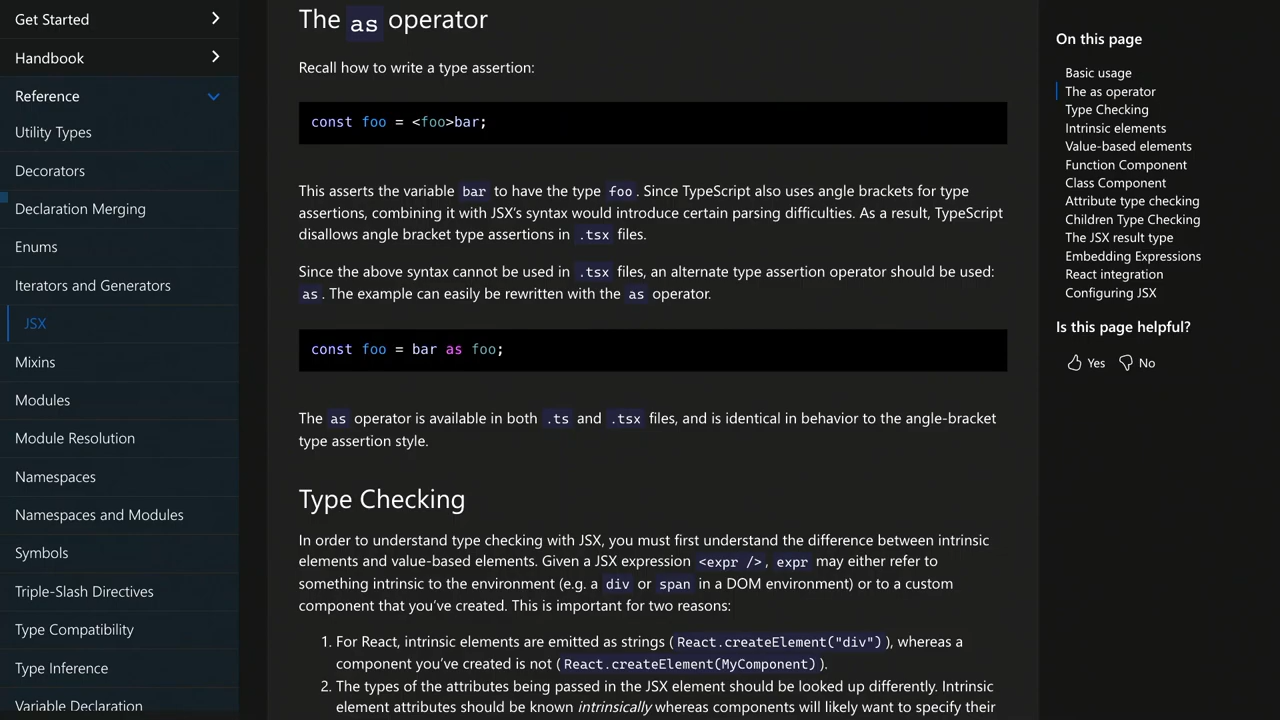 Get Started
Handbook
Reference
Utility Types
Decorators
Declaration Merging
Enums
Iterators and Generators
JSX
Mixins
Modules
Module Resolution
Namespaces
Namespaces and Modules
Symbols
Triple-Slash Directives
Type Compatibility
Type Inference
Variable Declaration
The as operator
Recall how to write a type assertion:
const foo = <foo>bar;
This asserts the variable bar to have the type foo. Since TypeScript also uses angle brackets for type
assertions, combining it with JSX's syntax would introduce certain parsing difficulties. As a result, TypeScript
disallows angle bracket type assertions in .tsx files.
Since the above syntax cannot be used in .tsx files, an alternate type assertion operator should be used:
as. The example can easily be rewritten with the as operator.
const foo = bar as foo;
The as operator is available in both .ts and .tsx files, and is identical in behavior to the angle-bracket
type assertion style.
Type Checking
In order to understand type checking with JSX, you must first understand the difference between intrinsic
elements and value-based elements. Given a JSX expression <expr />, expr may either refer to
something intrinsic to the environment (e.g. a div or span in a DOM environment) or to a custom
component that you've created. This is important for two reasons:
1. For React, intrinsic elements are emitted as strings (React.createElement("div")), whereas a
component you've created is not (React.createElement(MyComponent)).
2. The types of the attributes being passed in the JSX element should be looked up differently. Intrinsic
element attributes should be known intrinsically whereas components will likely want to specify their
On this page
Basic usage
The as operator
Type Checking
Intrinsic elements
Value-based elements
Function Component
Class Component
Attribute type checking
Children Type Checking
The JSX result type
Embedding Expressions
React integration
Configuring JSX
Is this page helpful?
Yes No